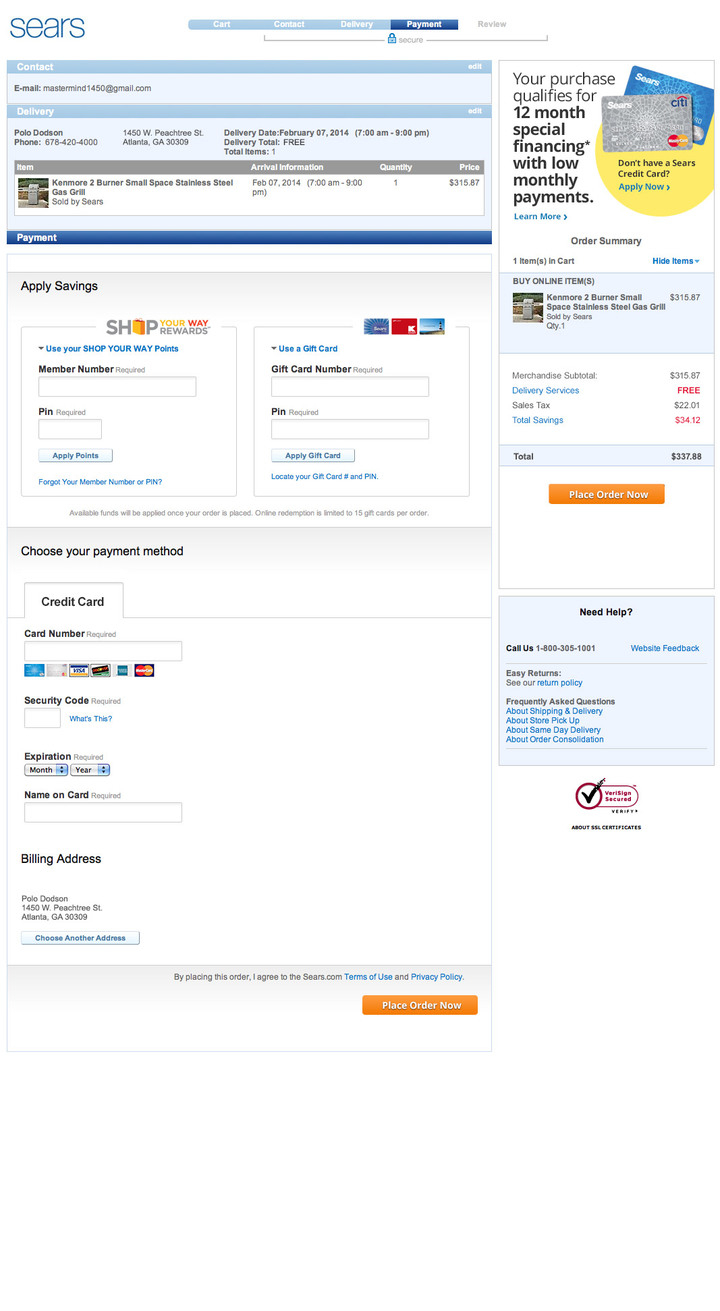 sears
Cart
Contact
Delivery
Payment
Review
secure
Contact
edit
E-mail: mastermind1450@gmail.com
Delivery
edit
Polo Dodson
Phone: 678-420-4000
1450 W. Peachtree St.
Atlanta, GA 30309
Delivery Date:February 07, 2014 (7:00 am - 9:00 pm)
Delivery Total: FREE
Total Items: 1
Item
Arrival Information
Quantity
Price
Kenmore 2 Burner Small Space Stainless Steel
Gas Grill
Sold by Sears
Feb 07, 2014 (7:00 am - 9:00
pm)
1
$315.87
Payment
Apply Savings
SHOP YOUR WAY
REWARDS
Use your SHOP YOUR WAY Points
Member Number Required
Pin Required
Apply Points
Forgot Your Member Number or PIN?
Sears
K
Use a Gift Card
Gift Card Number Required
Pin Required
Apply Gift Card
Locate your Gift Card # and PIN.
Available funds will be applied once your order is placed. Online redemption is limited to 15 gift cards per order.
Choose your payment method
Credit Card
Card Number Required
VISA
Security Code Required
What's This?
Expiration Required
Month
Year
Name on Card Required
Billing Address
Polo Dodson
1450 W. Peachtree St.
Atlanta, GA 30309
Choose Another Address
By placing this order, I agree to the Sears.com Terms of Use and Privacy Policy.
Place Order Now
Your purchase
qualifies for
12 month
special
financing*
with low
monthly
payments.
Learn More ›
Sears
Sears
citi
MasterCard
Don't have a Sears
Credit Card?
Apply Now ›
Order Summary
1 Item(s) in Cart
Hide Items
BUY ONLINE ITEM(S)
Kenmore 2 Burner Small
Space Stainless Steel Gas Grill
Sold by Sears
Qty.1
$315.87
Merchandise Subtotal: $315.87
Delivery Services FREE
Sales Tax $22.01
Total Savings $34.12
Total $337.88
Place Order Now
Need Help?
Call Us 1-800-305-1001
Website Feedback
Easy Returns:
See our return policy
Frequently Asked Questions
About Shipping & Delivery
About Store Pick Up
About Same Day Delivery
About Order Consolidation
VeriSign
Secured
VERIFY
ABOUT SSL CERTIFICATES